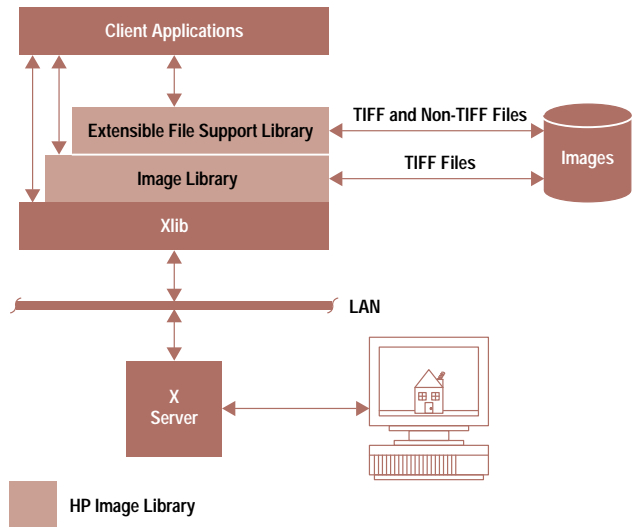 Client Applications
Extensible File Support Library
TIFF and Non-TIFF Files
Images
Image Library
TIFF Files
Xlib
LAN
X
Server
HP Image Library